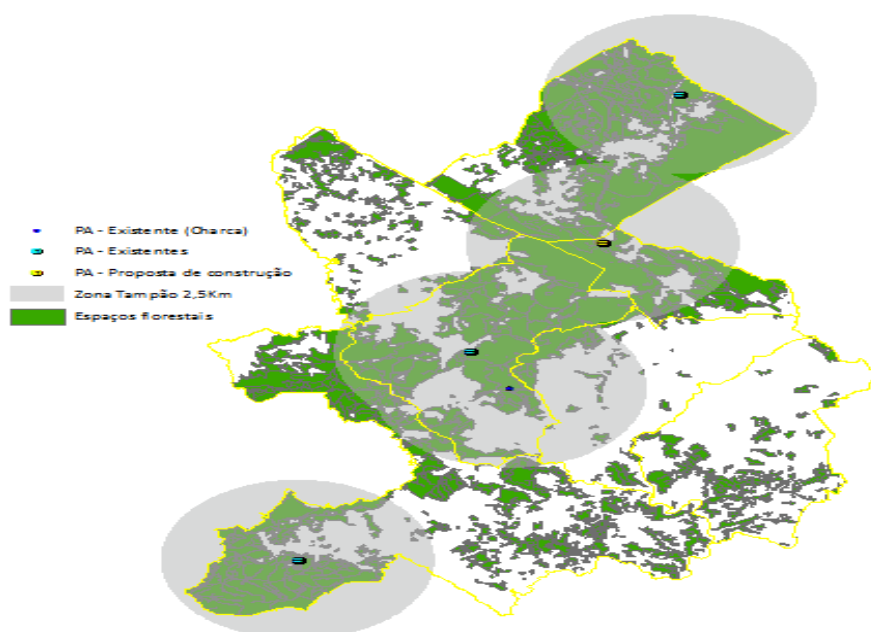 PA - Existente (Charca)
PA - Existentes
PA - Proposta de construção
Zona Tampão 2,5Km
Espaços florestais